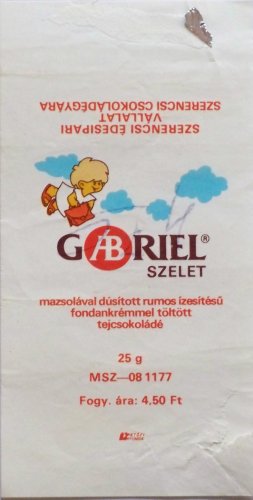 SZERENCSI ÉDESIPARI
VÁLLALAT
SZERENCSI CSOKOLÁDÉGYÁRA
GABRIEL®
SZELET
mazsolával dúsított rumos ízesítésű
fondankrémmel töltött
tejcsokoládé
25 g
MSZ—08 1177
Fogy. ára: 4,50 Ft